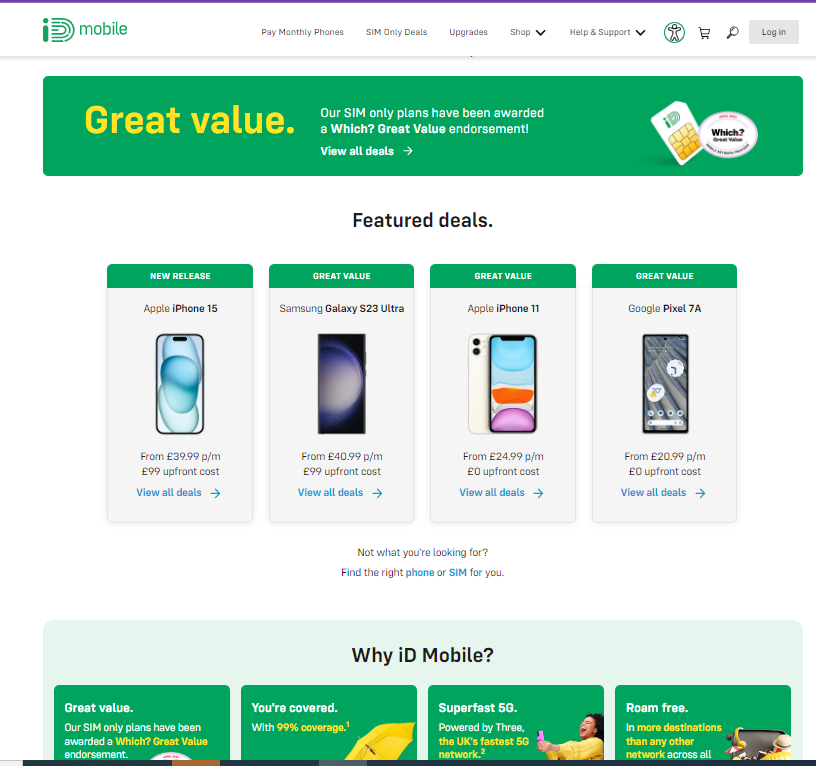 iD mobile
Pay Monthly Phones
SIM Only Deals
Upgrades
Shop
Help & Support
Log in
Great value.
Our SIM only plans have been awarded
a Which? Great Value endorsement!
View all deals →
iD
Which?
Great Value
Featured deals.
NEW RELEASE
Apple iPhone 15
From £39.99 p/m
£99 upfront cost
View all deals →
GREAT VALUE
Samsung Galaxy S23 Ultra
From £40.99 p/m
£99 upfront cost
View all deals →
GREAT VALUE
Apple iPhone 11
From £24.99 p/m
£0 upfront cost
View all deals →
GREAT VALUE
Google Pixel 7A
From £20.99 p/m
£0 upfront cost
View all deals →
Not what you're looking for?
Find the right phone or SIM for you.
Why iD Mobile?
Great value.
Our SIM only plans have been
awarded a Which? Great Value
endorsement.
You're covered.
With 99% coverage.¹
Superfast 5G.
Powered by Three,
the UK's fastest 5G
network.²
Roam free.
In more destinations
than any other
network across all